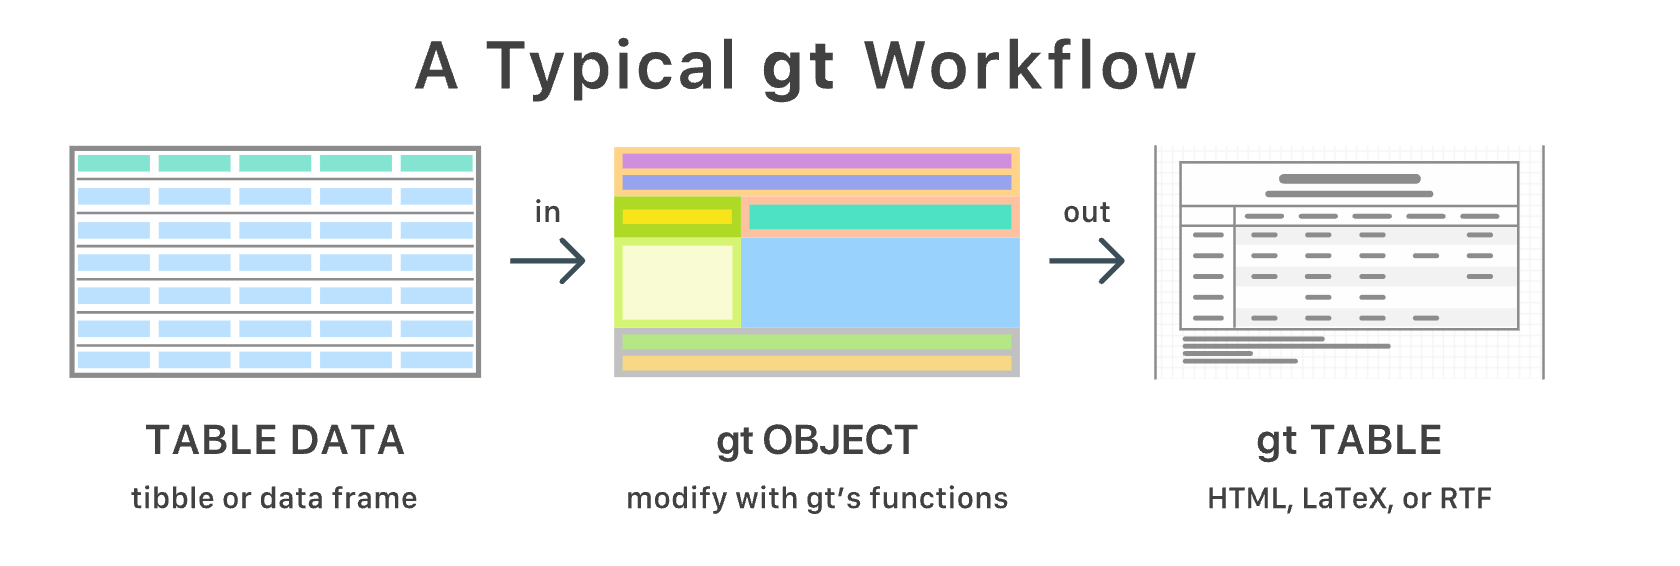 A Typical gt Workflow
in
out
TABLE DATA
tibble or data frame
gt OBJECT
modify with gt’s functions
gt TABLE
HTML, LaTeX, or RTF